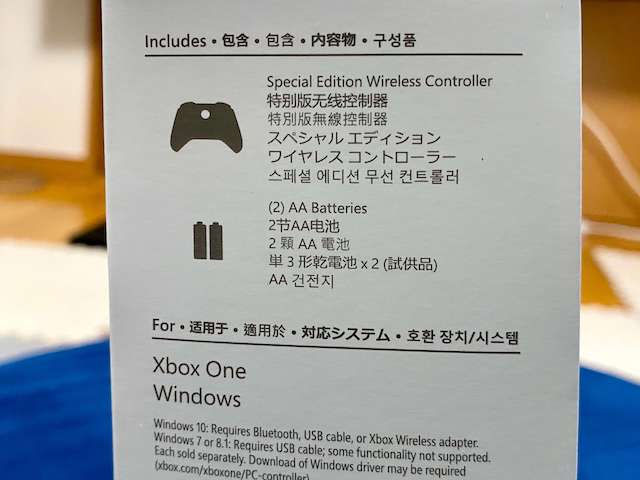 Includes • 包含 • 包含 • 内容物 • 구성품
Special Edition Wireless Controller
特别版无线控制器
特別版無線控制器
スペシャル エディション
ワイヤレス コントローラー
스페셜 에디션 무선 컨트롤러
(2) AA Batteries
2节AA电池
2 顆 AA 電池
単 3 形乾電池 x 2 (試供品)
AA 건전지
For • 适用于 • 適用於 • 対応システム • 호환 장치/시스템
Xbox One
Windows
Windows 10: Requires Bluetooth, USB cable, or Xbox Wireless adapter.
Windows 7 or 8.1: Requires USB cable; some functionality not supported.
Each sold separately. Download of Windows driver may be required
(xbox.com/xboxone/PC-controller)